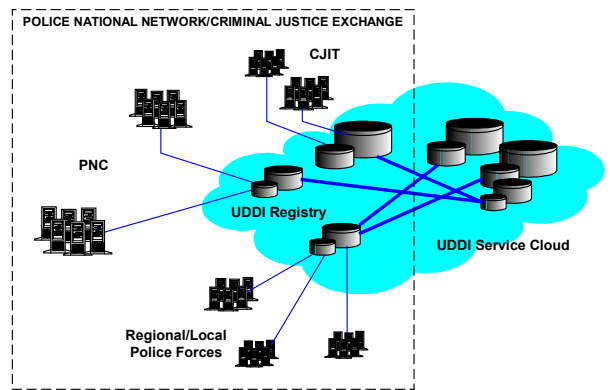 POLICE NATIONAL NETWORK/CRIMINAL JUSTICE EXCHANGE
CJIT
PNC
UDDI Registry
UDDI Service Cloud
Regional/Local
Police Forces